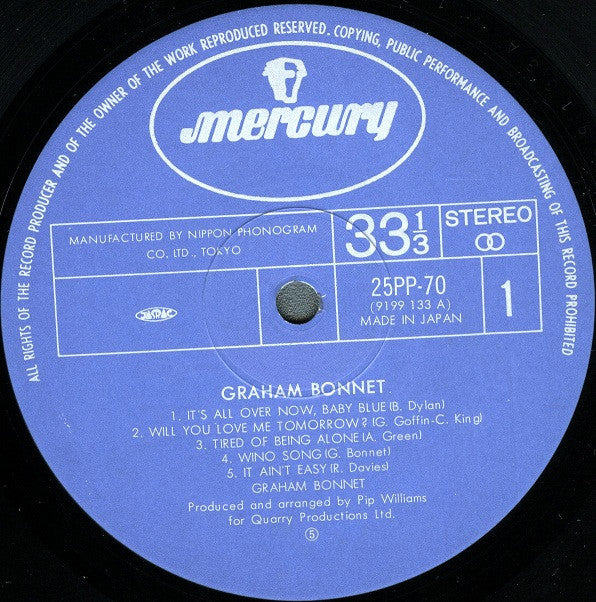 ALL RIGHTS OF THE RECORD PRODUCER AND OF THE OWNER OF THE WORK REPRODUCED RESERVED. COPYING, PUBLIC PERFORMANCE AND BROADCASTING OF THIS RECORD PROHIBITED
mercury
MANUFACTURED BY NIPPON PHONOGRAM
CO. LTD., TOKYO
33 1/3
STEREO
JASRAC
25PP-70
(9199 133 A)
MADE IN JAPAN
1
GRAHAM BONNET
1. IT'S ALL OVER NOW, BABY BLUE(B. Dylan)
2. WILL YOU LOVE ME TOMORROW?(G. Goffin-C. King)
3. TIRED OF BEING ALONE(A. Green)
4. WINO SONG(G. Bonnet)
5. IT AIN'T EASY(R. Davies)
GRAHAM BONNET
Produced and arranged by Pip Williams
for Quarry Productions Ltd.
⑤